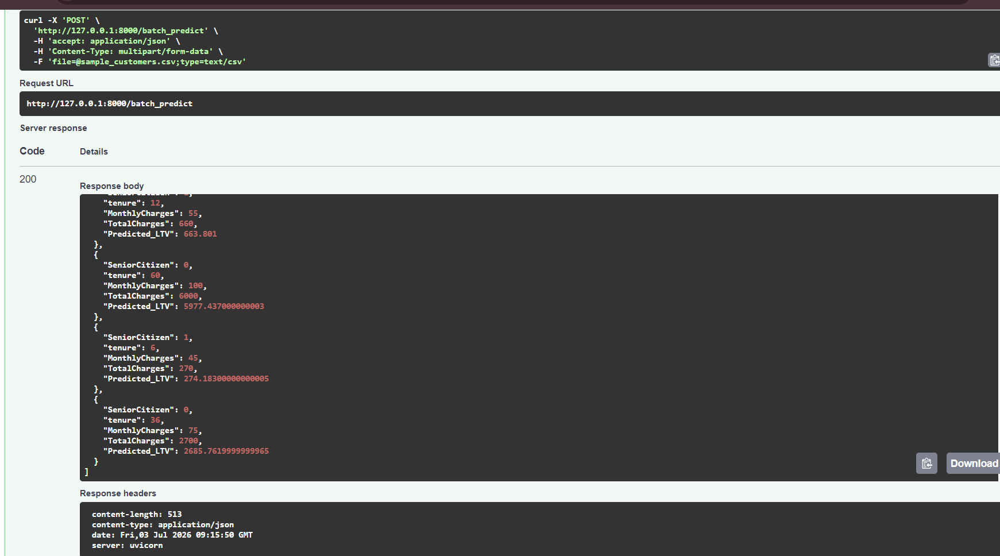 curl -X 'POST' \
  'http://127.0.0.1:8000/batch_predict' \
  -H 'accept: application/json' \
  -H 'Content-Type: multipart/form-data' \
  -F 'file=@sample_customers.csv;type=text/csv'
Request URL
http://127.0.0.1:8000/batch_predict
Server response
Code Details
200
Response body
    "tenure": 12,
    "MonthlyCharges": 55,
    "TotalCharges": 660,
    "Predicted_LTV": 663.801
  },
  {
    "SeniorCitizen": 0,
    "tenure": 60,
    "MonthlyCharges": 100,
    "TotalCharges": 6000,
    "Predicted_LTV": 5977.437000000003
  },
  {
    "SeniorCitizen": 1,
    "tenure": 6,
    "MonthlyCharges": 45,
    "TotalCharges": 270,
    "Predicted_LTV": 274.18300000000005
  },
  {
    "SeniorCitizen": 0,
    "tenure": 36,
    "MonthlyCharges": 75,
    "TotalCharges": 2700,
    "Predicted_LTV": 2685.7619999999965
  }
]
Download
Response headers
content-length: 513
content-type: application/json
date: Fri,03 Jul 2026 09:15:50 GMT
server: uvicorn